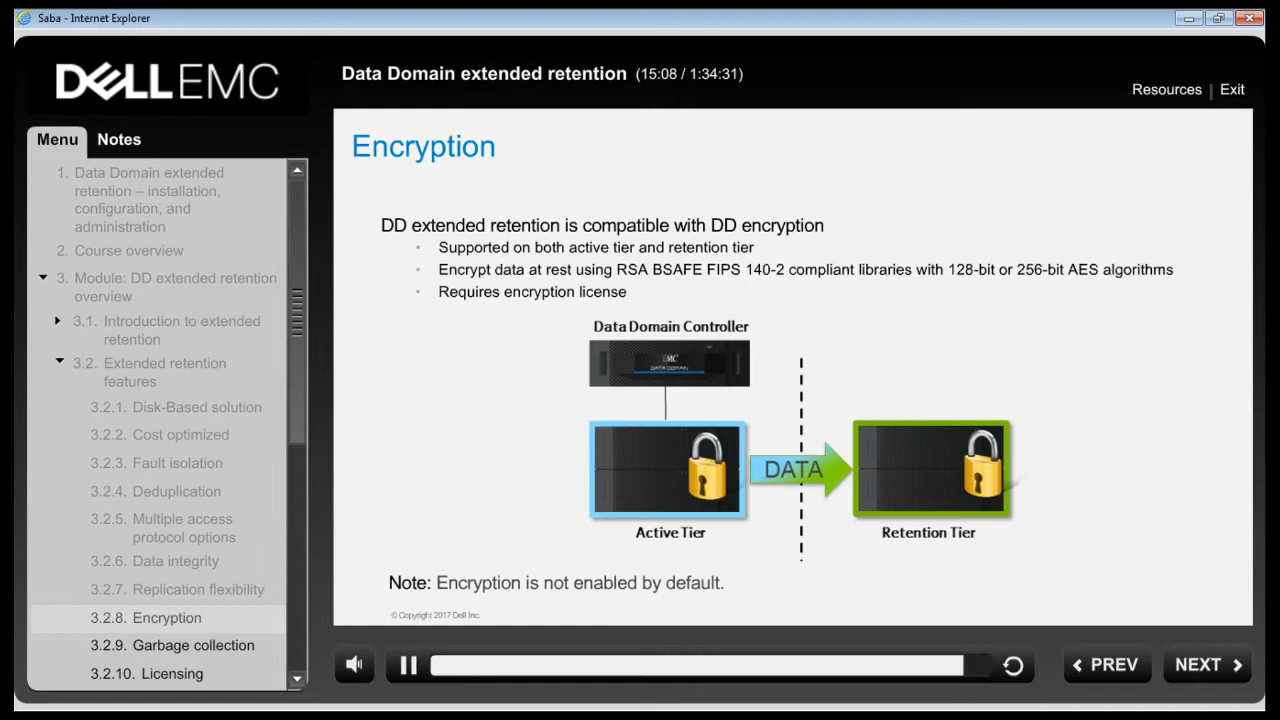 Saba - Internet Explorer
DELLEMC
Data Domain extended retention (15:08 / 1:34:31)
Resources | Exit
Menu
Notes
1. Data Domain extended
retention – installation,
configuration, and
administration
2. Course overview
3. Module: DD extended retention
overview
3.1. Introduction to extended
retention
3.2. Extended retention
features
3.2.1. Disk-Based solution
3.2.2. Cost optimized
3.2.3. Fault isolation
3.2.4. Deduplication
3.2.5. Multiple access
protocol options
3.2.6. Data integrity
3.2.7. Replication flexibility
3.2.8. Encryption
3.2.9. Garbage collection
3.2.10. Licensing
Encryption
DD extended retention is compatible with DD encryption
• Supported on both active tier and retention tier
• Encrypt data at rest using RSA BSAFE FIPS 140-2 compliant libraries with 128-bit or 256-bit AES algorithms
• Requires encryption license
Data Domain Controller
EMC²
DATA DOMAIN
DATA
Active Tier
Retention Tier
Note: Encryption is not enabled by default.
© Copyright 2017 Dell Inc.
PREV
NEXT